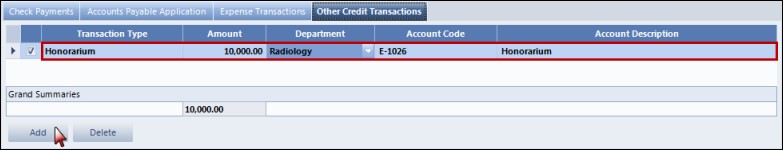 Check Payments Accounts Payable Application Expense Transactions Other Credit Transactions
Transaction Type Amount Department Account Code Account Description
Honorarium 10,000.00 Radiology E-1026 Honorarium
Grand Summaries
10,000.00
Add Delete